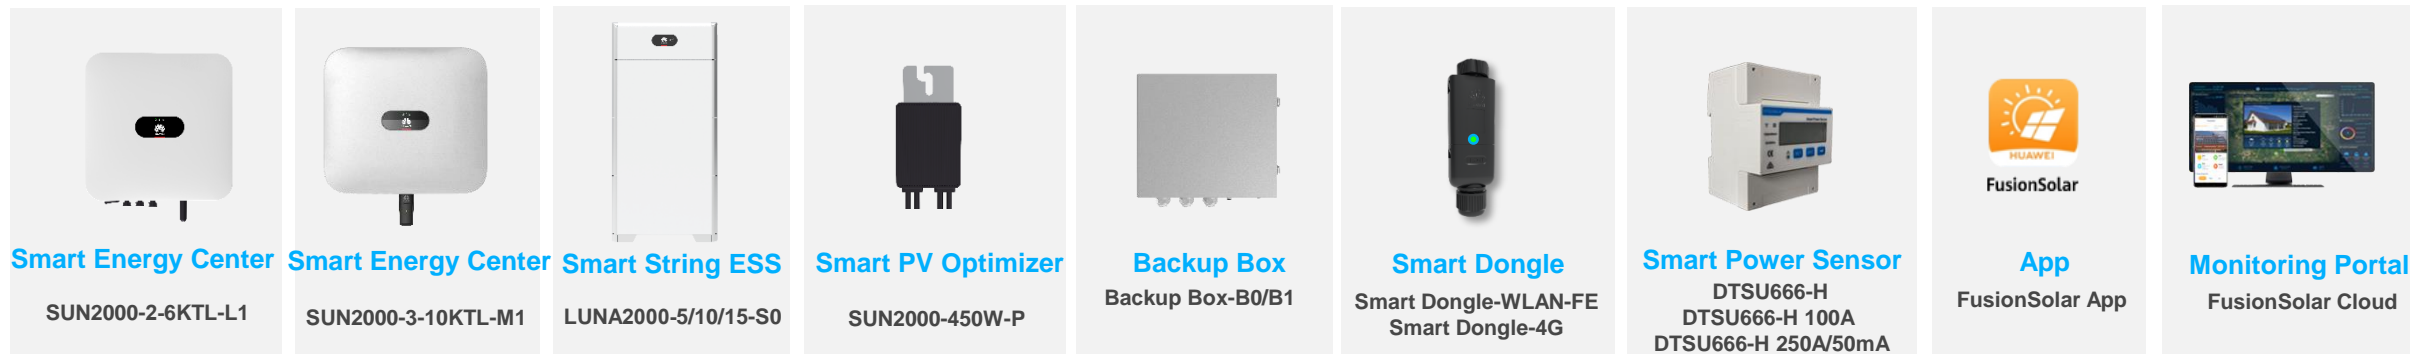 Smart Energy Center
SUN2000-2-6KTL-L1
Smart Energy Center
SUN2000-3-10KTL-M1
Smart String ESS
LUNA2000-5/10/15-S0
Smart PV Optimizer
SUN2000-450W-P
Backup Box
Backup Box-B0/B1
Smart Dongle
Smart Dongle-WLAN-FE
Smart Dongle-4G
Smart Power Sensor
DTSU666-H
DTSU666-H 100A
DTSU666-H 250A/50mA
HUAWEI
FusionSolar
App
FusionSolar App
Monitoring Portal
FusionSolar Cloud